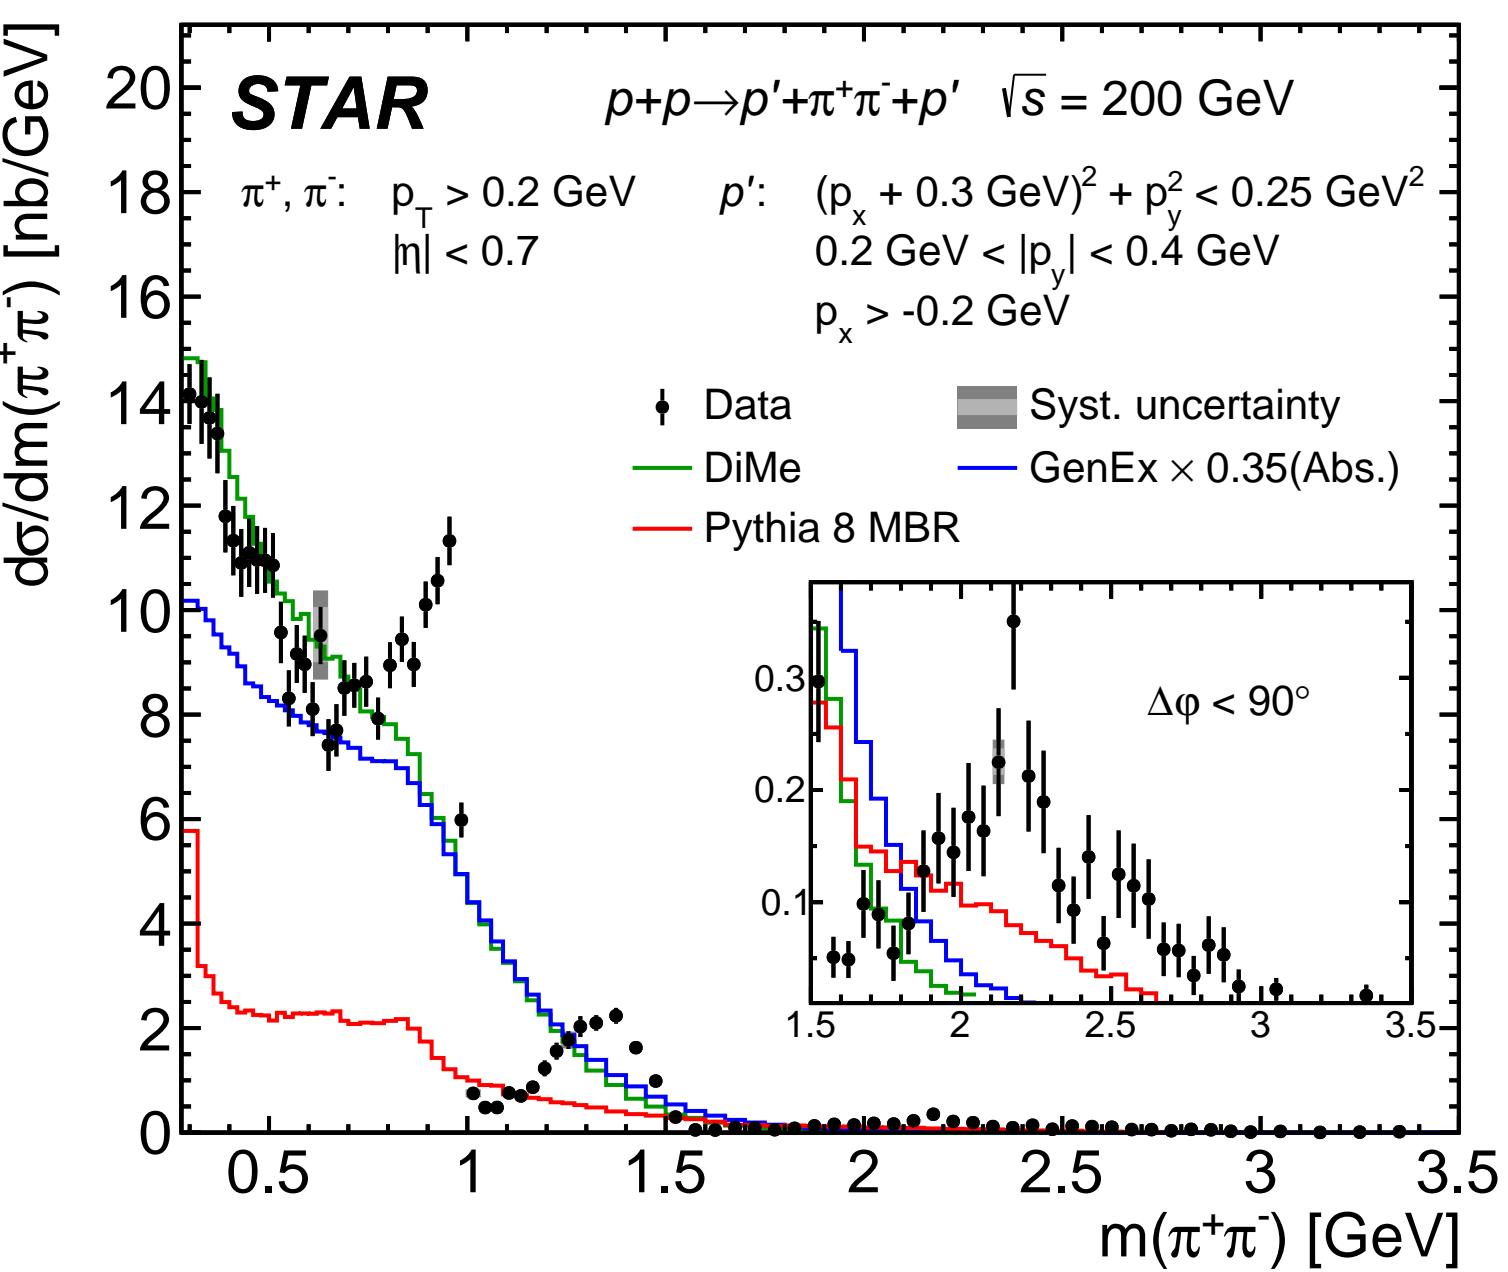 STAR p+p→p′+π⁺π⁻+p′ √s = 200 GeV
π⁺, π⁻: p_T > 0.2 GeV p′: (p_x + 0.3 GeV)² + p_y² < 0.25 GeV²
|η| < 0.7 0.2 GeV < |p_y| < 0.4 GeV
p_x > -0.2 GeV
Data Syst. uncertainty
DiMe GenEx × 0.35(Abs.)
Pythia 8 MBR
Δφ < 90°
0.3
0.2
0.1
1.5 2 2.5 3 3.5
dσ/dm(π⁺π⁻) [nb/GeV]
20
18
16
14
12
10
8
6
4
2
0
0.5 1 1.5 2 2.5 3 3.5
m(π⁺π⁻) [GeV]